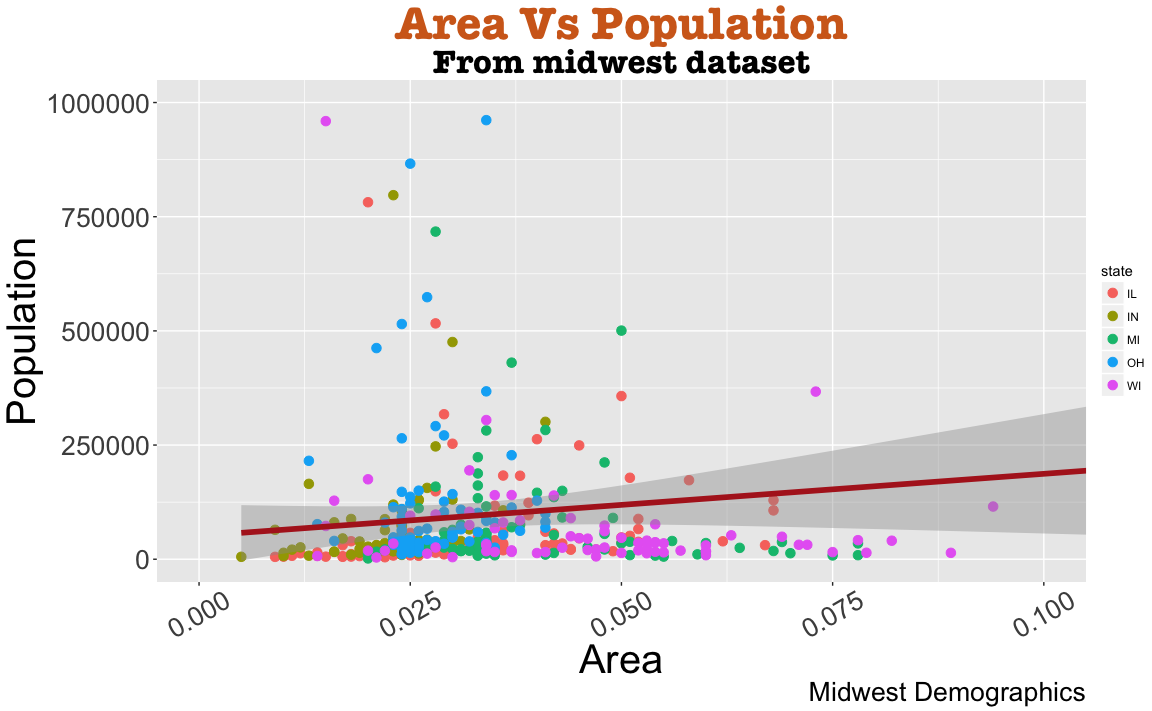 Area Vs Population
From midwest dataset
Population
1000000
750000
500000
250000
0
0.000
0.025
0.050
0.075
0.100
Area
Midwest Demographics
state
IL
IN
MI
OH
WI